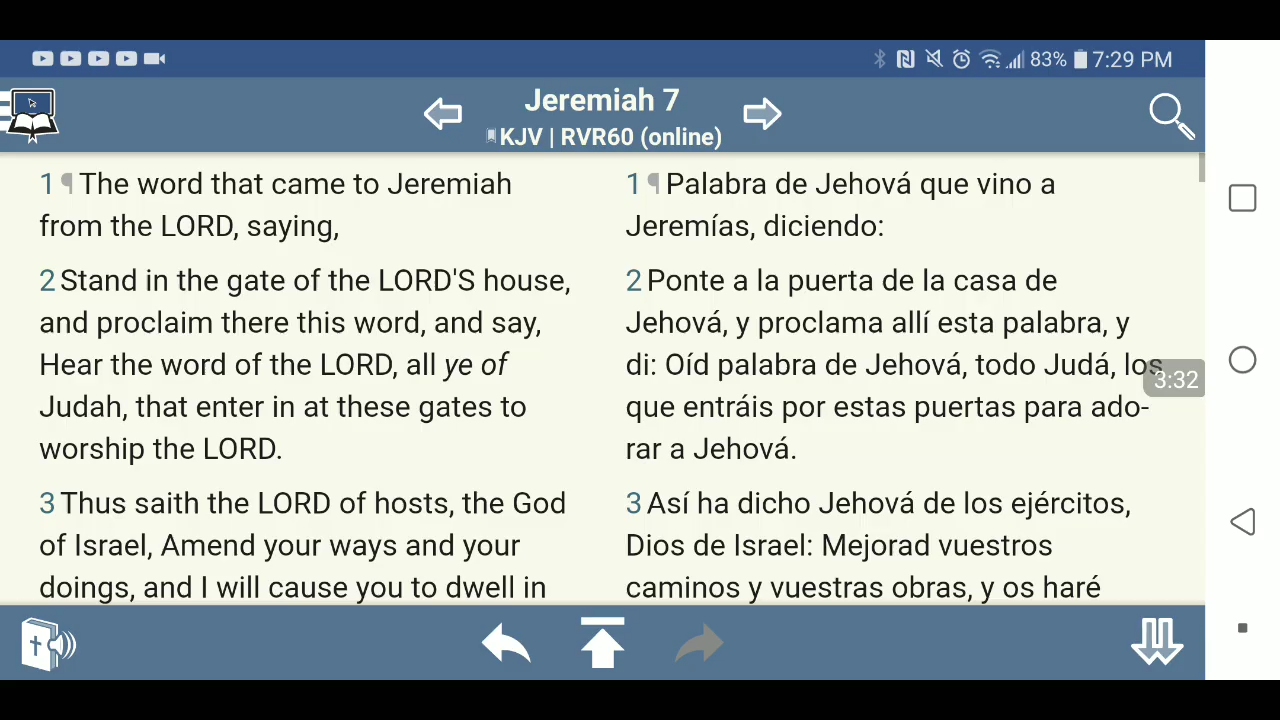 83% 7:29 PM
Jeremiah 7
KJV | RVR60 (online)
1 ¶ The word that came to Jeremiah
from the LORD, saying,
2 Stand in the gate of the LORD'S house,
and proclaim there this word, and say,
Hear the word of the LORD, all ye of
Judah, that enter in at these gates to
worship the LORD.
3 Thus saith the LORD of hosts, the God
of Israel, Amend your ways and your
doings, and I will cause you to dwell in
1 ¶ Palabra de Jehová que vino a
Jeremías, diciendo:
2 Ponte a la puerta de la casa de
Jehová, y proclama allí esta palabra, y
di: Oíd palabra de Jehová, todo Judá, los
que entráis por estas puertas para ado-
rar a Jehová.
3 Así ha dicho Jehová de los ejércitos,
Dios de Israel: Mejorad vuestros
caminos y vuestras obras, y os haré
3:32